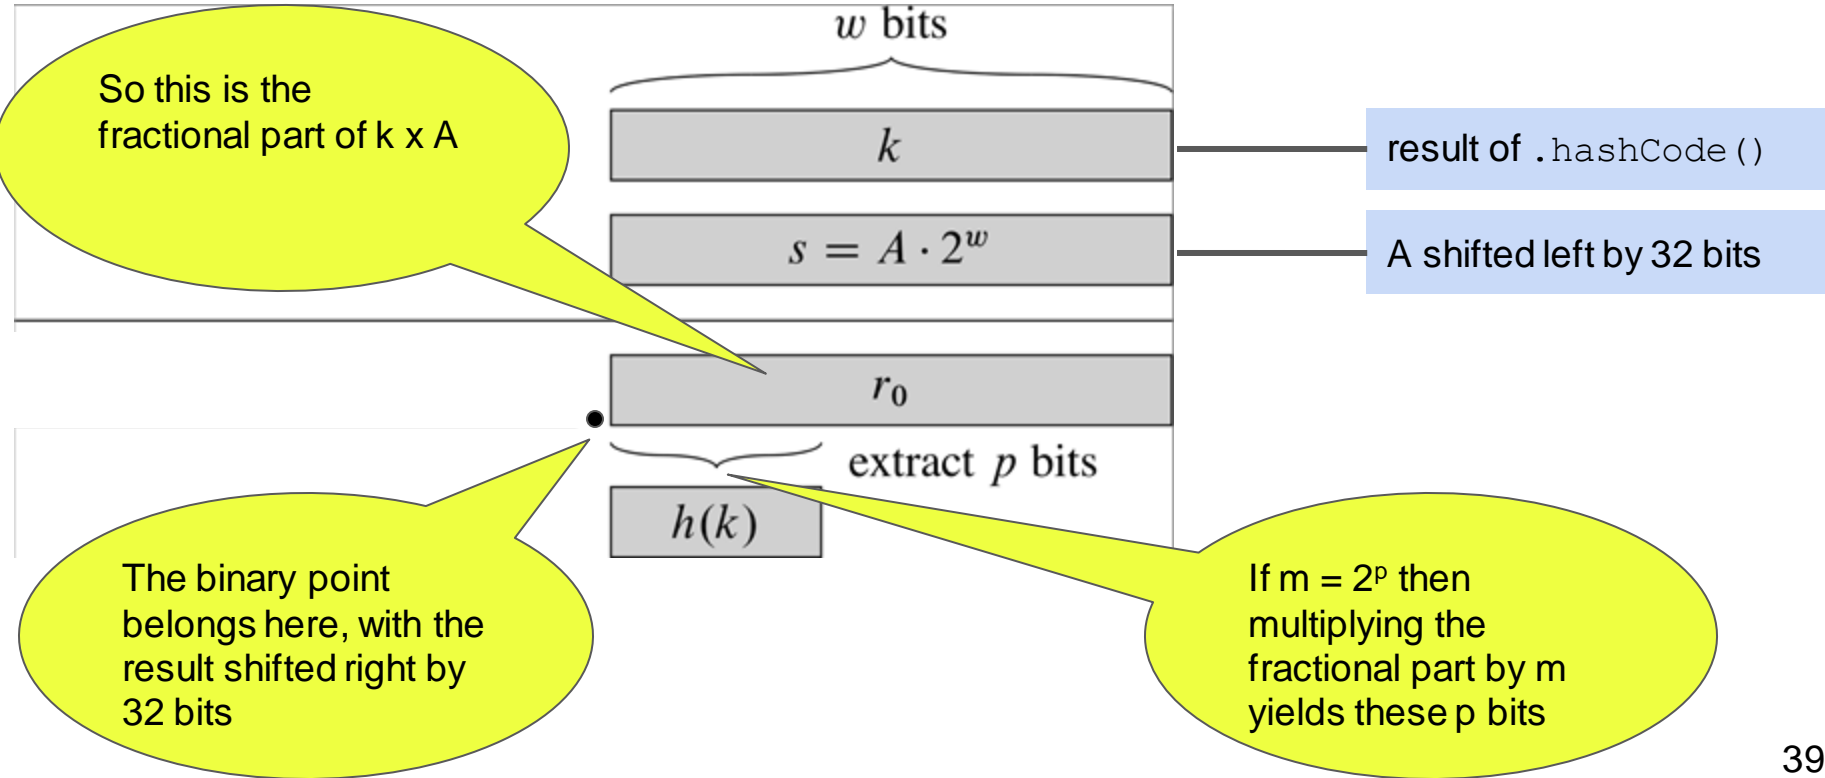 w bits
So this is the
fractional part of k x A
k
result of .hashCode()
s = A · 2ʷ
A shifted left by 32 bits
r₀
extract p bits
h(k)
The binary point
belongs here, with the
result shifted right by
32 bits
If m = 2ᵖ then
multiplying the
fractional part by m
yields these p bits
39